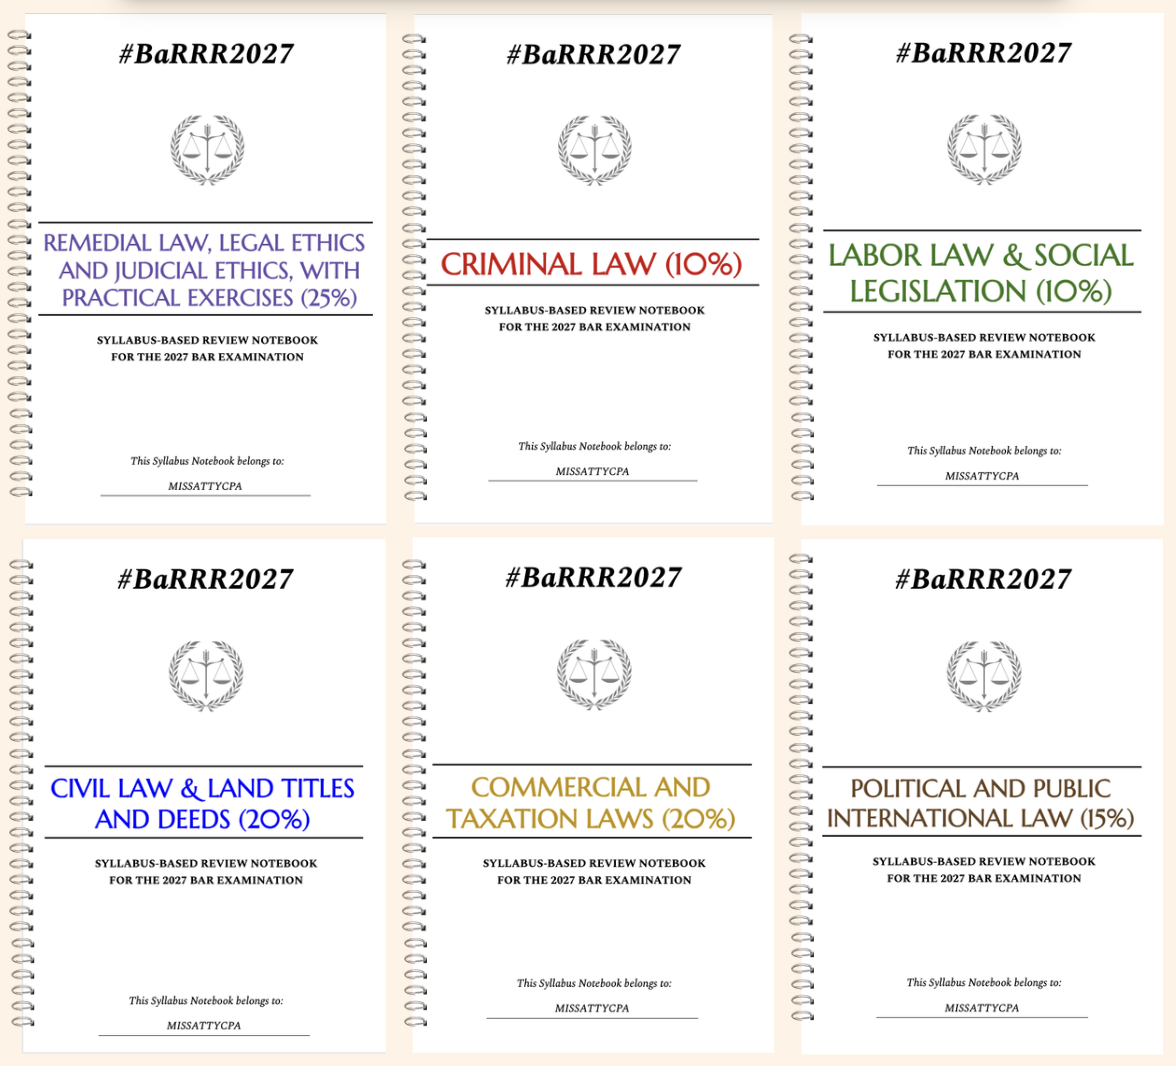 #BaRRR2027
REMEDIAL LAW, LEGAL ETHICS
AND JUDICIAL ETHICS, WITH
PRACTICAL EXERCISES (25%)
SYLLABUS-BASED REVIEW NOTEBOOK
FOR THE 2027 BAR EXAMINATION
This Syllabus Notebook belongs to:
MISSATTYCPA
#BaRRR2027
CRIMINAL LAW (10%)
SYLLABUS-BASED REVIEW NOTEBOOK
FOR THE 2027 BAR EXAMINATION
This Syllabus Notebook belongs to:
MISSATTYCPA
#BaRRR2027
LABOR LAW & SOCIAL
LEGISLATION (10%)
SYLLABUS-BASED REVIEW NOTEBOOK
FOR THE 2027 BAR EXAMINATION
This Syllabus Notebook belongs to:
MISSATTYCPA
#BaRRR2027
CIVIL LAW & LAND TITLES
AND DEEDS (20%)
SYLLABUS-BASED REVIEW NOTEBOOK
FOR THE 2027 BAR EXAMINATION
This Syllabus Notebook belongs to:
MISSATTYCPA
#BaRRR2027
COMMERCIAL AND
TAXATION LAWS (20%)
SYLLABUS-BASED REVIEW NOTEBOOK
FOR THE 2027 BAR EXAMINATION
This Syllabus Notebook belongs to:
MISSATTYCPA
#BaRRR2027
POLITICAL AND PUBLIC
INTERNATIONAL LAW (15%)
SYLLABUS-BASED REVIEW NOTEBOOK
FOR THE 2027 BAR EXAMINATION
This Syllabus Notebook belongs to:
MISSATTYCPA